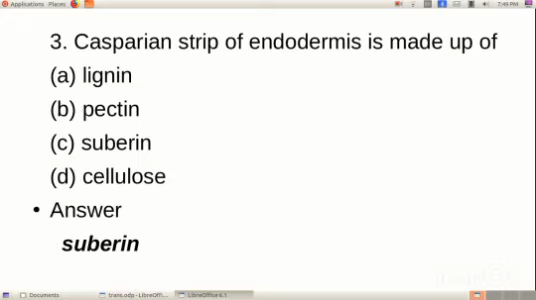 Applications Places
7:49 PM
3. Casparian strip of endodermis is made up of
(a) lignin
(b) pectin
(c) suberin
(d) cellulose
• Answer
suberin
Documents
trans.odp - LibreOffi...
LibreOffice 6.1